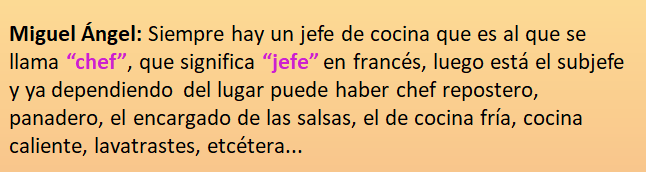 Miguel Ángel: Siempre hay un jefe de cocina que es al que se
llama “chef”, que significa “jefe” en francés, luego está el subjefe
y ya dependiendo del lugar puede haber chef repostero,
panadero, el encargado de las salsas, el de cocina fría, cocina
caliente, lavatrastes, etcétera...